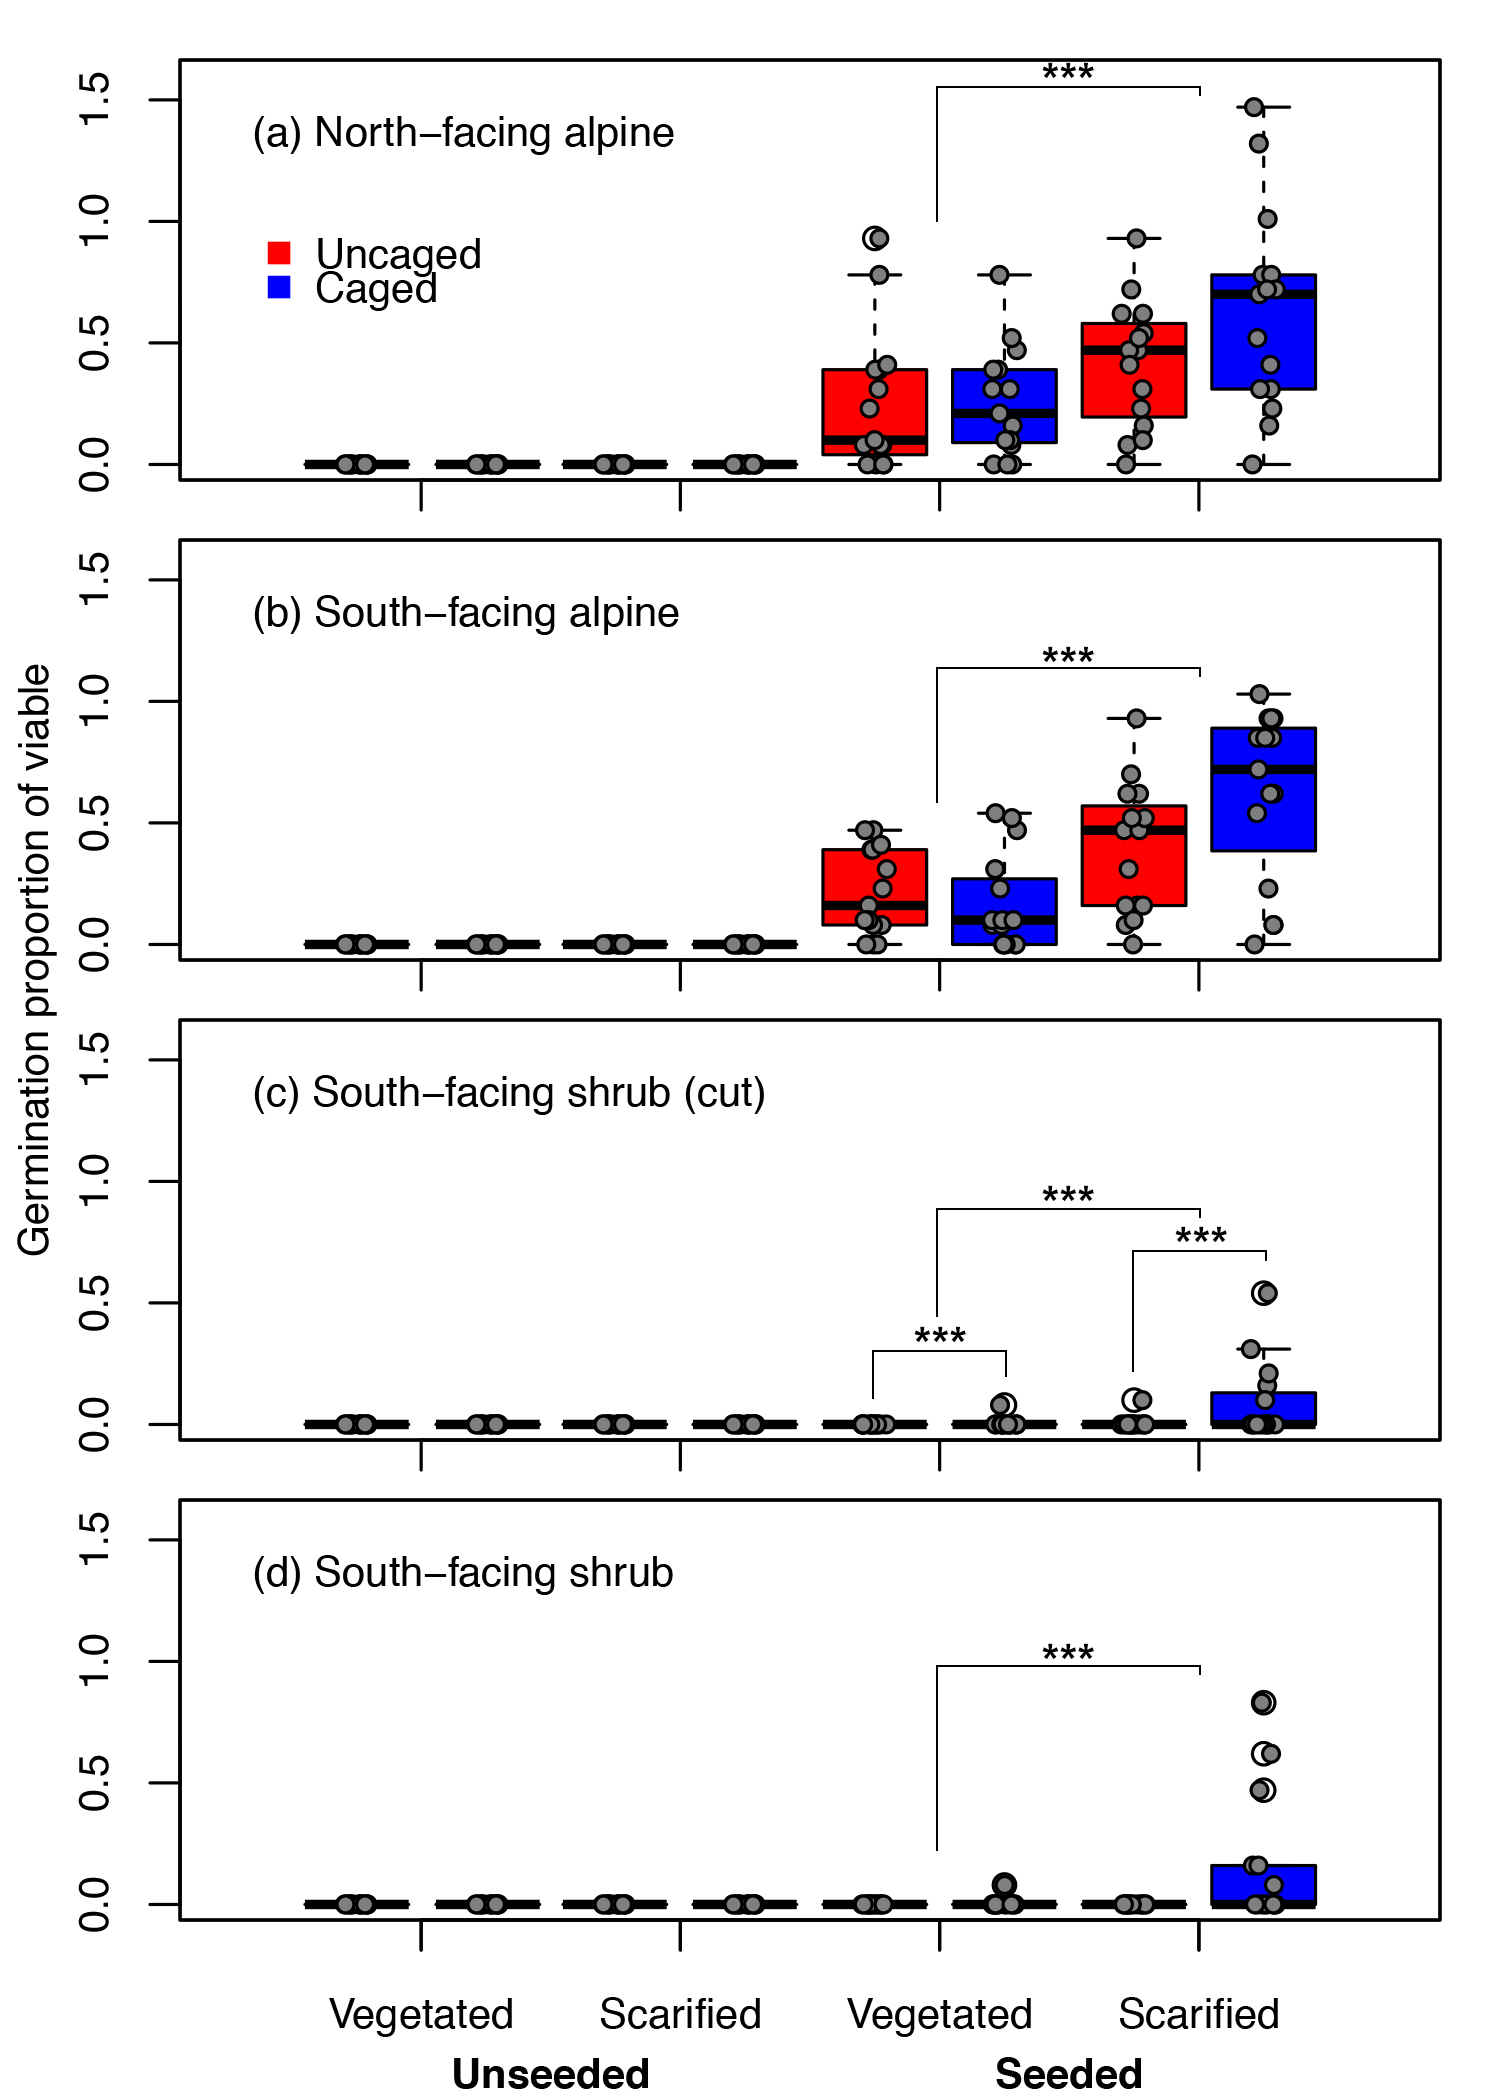 Germination proportion of viable
1.5
1.0
0.5
0.0
(a) North−facing alpine
Uncaged
Caged
***
1.5
1.0
0.5
0.0
(b) South−facing alpine
***
1.5
1.0
0.5
0.0
(c) South−facing shrub (cut)
***
***
***
1.5
1.0
0.5
0.0
(d) South−facing shrub
***
Vegetated Scarified Vegetated Scarified
Unseeded Seeded